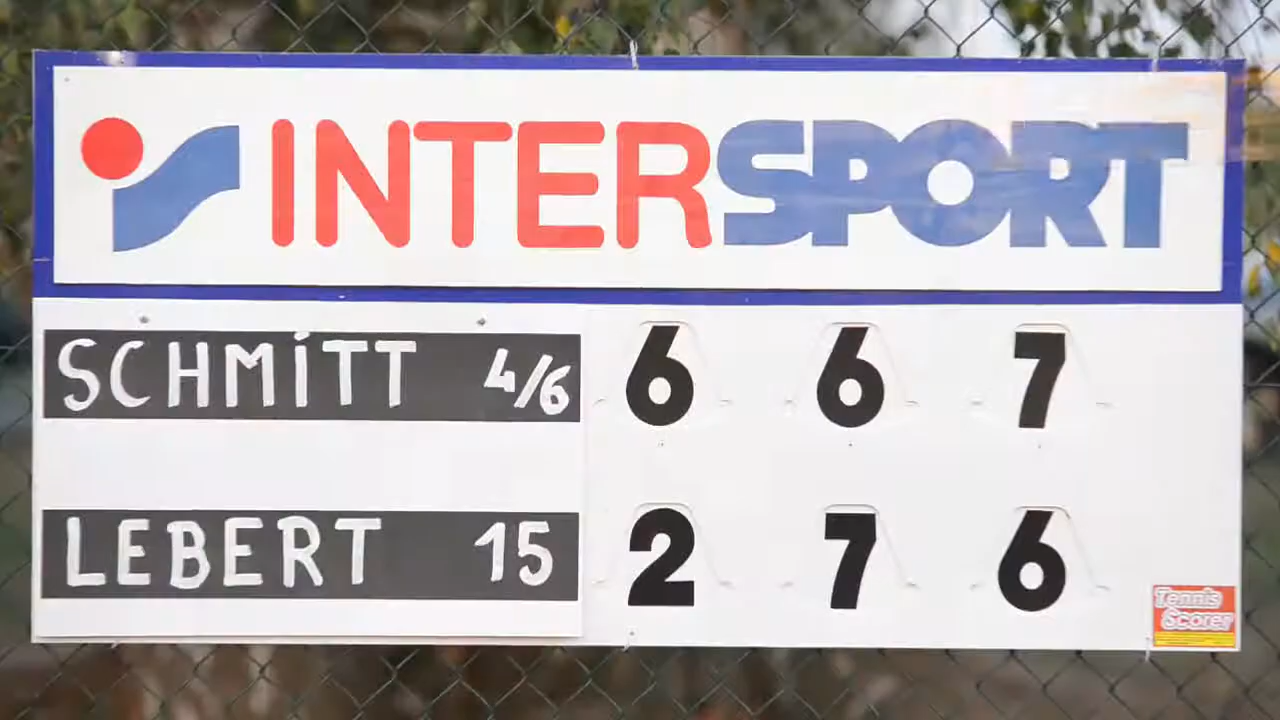 INTERSPORT
SCHMiTT 4/6 6 6 7
LEBERT 15 2 7 6
Tennis
Scorer